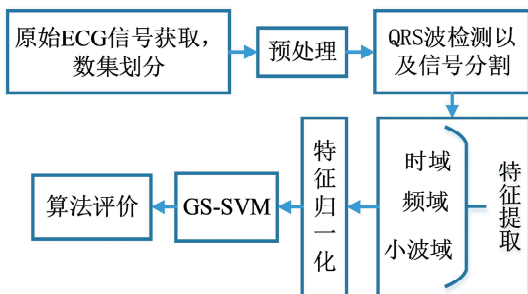 原始ECG信号获取，
数集划分
预处理
QRS波检测以
及信号分割
时域
频域
小波域
特征提取
特征归一化
GS-SVM
算法评价